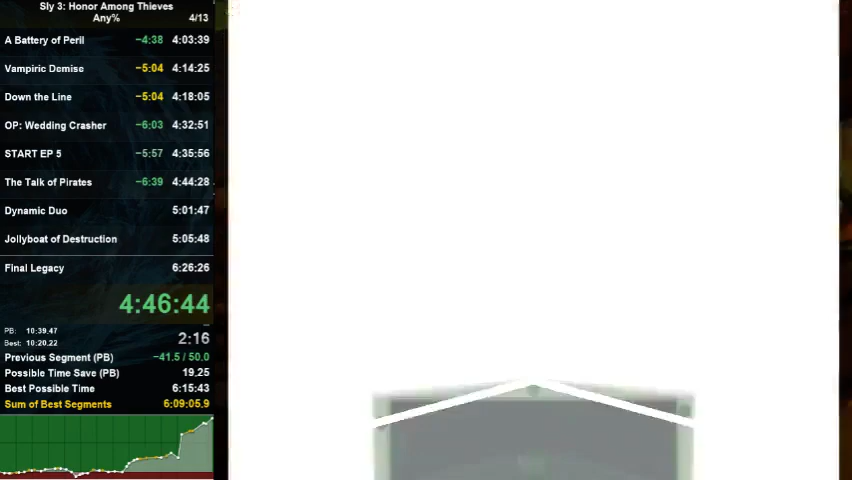 Sly 3: Honor Among Thieves
Any% 4/13
A Battery of Peril −4:38 4:03:39
Vampiric Demise −5:04 4:14:25
Down the Line −5:04 4:18:05
OP: Wedding Crasher −6:03 4:32:51
START EP 5 −5:57 4:35:56
The Talk of Pirates −6:39 4:44:28
Dynamic Duo 5:01:47
Jollyboat of Destruction 5:05:48
Final Legacy 6:26:26
4:46:44
PB: 10:39.47
Best: 10:20.22
2:16
Previous Segment (PB) −41.5 / 50.0
Possible Time Save (PB) 19.25
Best Possible Time 6:15:43
Sum of Best Segments 6:09:05.9